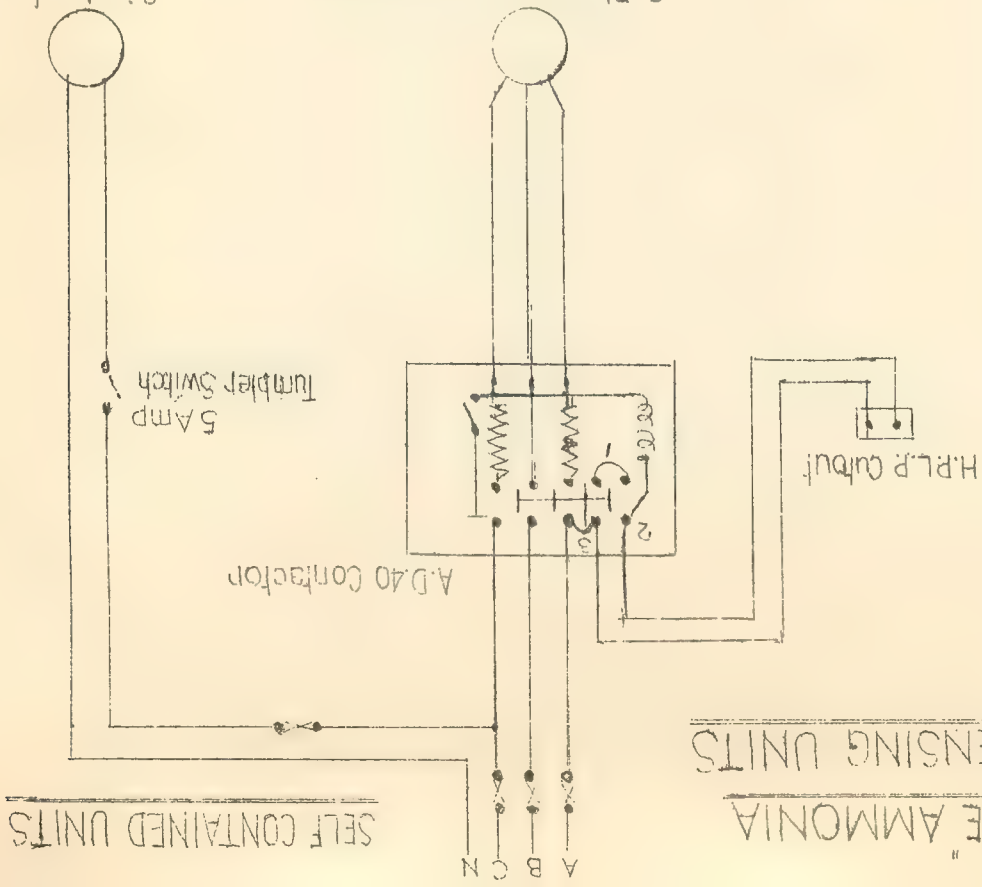 A B C N
E AMMONIA"
ENSING UNITS
SELF CONTAINED UNITS
A.D.40 Contactor
3
2
1
H.P.L.P. Cutout
5 Amp
Tumbler Switch